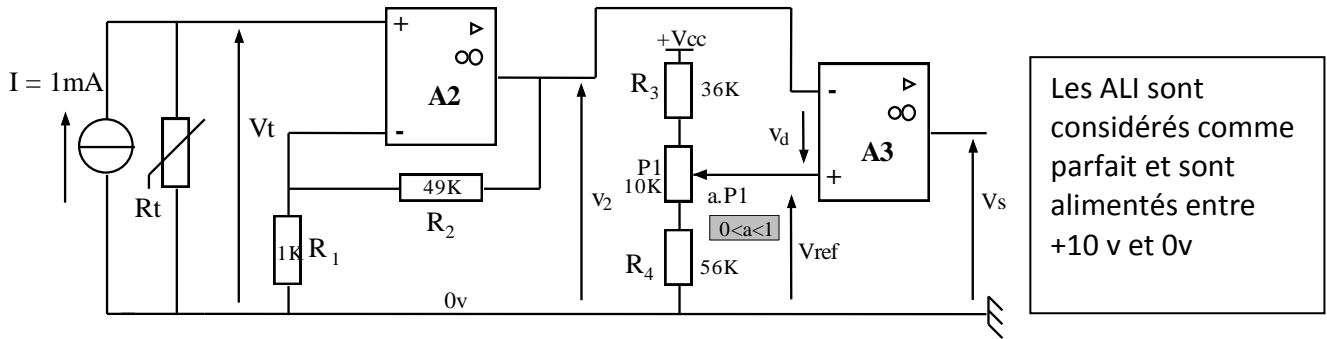 I = 1mA
Rt
Vt
+
-
▷
∞
A2
49K
R2
1K
R1
0v
v2
+Vcc
R3
36K
P1
10K
a.P1
0<a<1
R4
56K
Vref
vd
-
+
▷
∞
A3
Vs
Les ALI sont
considérés comme
parfait et sont
alimentés entre
+10 v et 0v